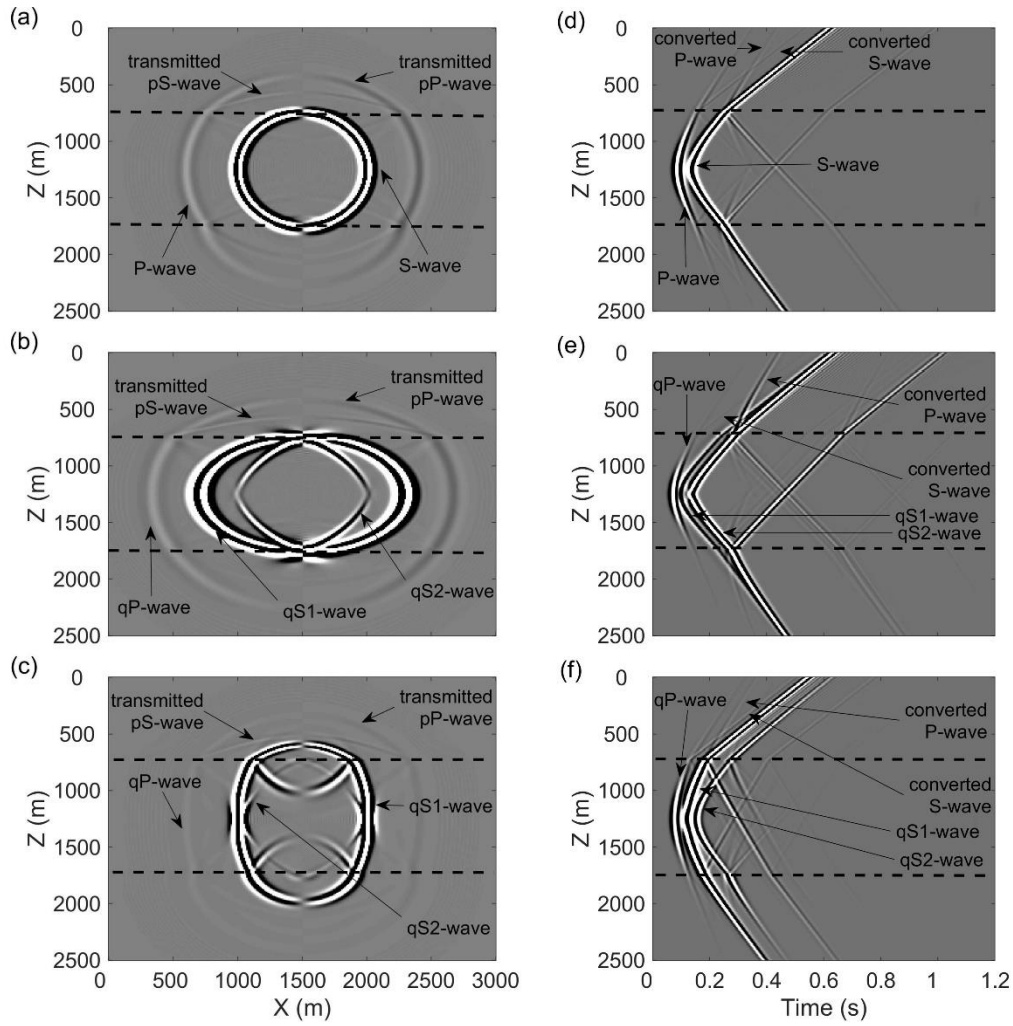 (a)
0
500
1000
1500
2000
2500
Z (m)
transmitted
pS-wave
transmitted
pP-wave
P-wave
S-wave
(d)
0
500
1000
1500
2000
2500
Z (m)
converted
P-wave
converted
S-wave
S-wave
P-wave
(b)
0
500
1000
1500
2000
2500
Z (m)
transmitted
pS-wave
transmitted
pP-wave
qP-wave
qS1-wave
qS2-wave
(e)
0
500
1000
1500
2000
2500
Z (m)
qP-wave
converted
P-wave
converted
S-wave
qS1-wave
qS2-wave
(c)
0
500
1000
1500
2000
2500
Z (m)
transmitted
pS-wave
transmitted
pP-wave
qP-wave
qS1-wave
qS2-wave
0 500 1000 1500 2000 2500 3000
X (m)
(f)
0
500
1000
1500
2000
2500
Z (m)
qP-wave
converted
P-wave
converted
S-wave
qS1-wave
qS2-wave
0 0.2 0.4 0.6 0.8 1 1.2
Time (s)